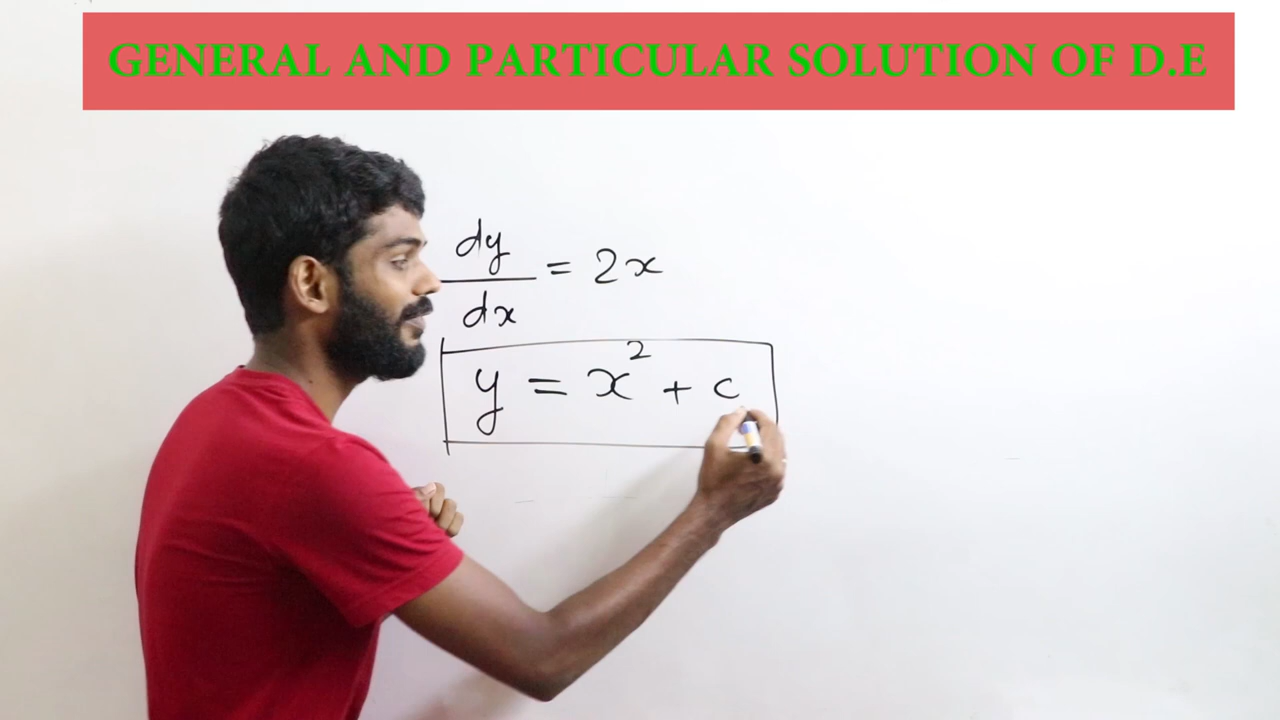 GENERAL AND PARTICULAR SOLUTION OF D.E
dy/dx = 2x
y = x² + c